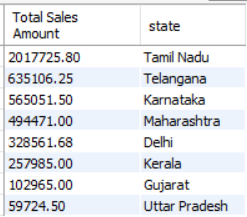 Total Sales Amount state
2017725.80 Tamil Nadu
635106.25 Telangana
565051.50 Karnataka
494471.00 Maharashtra
328561.68 Delhi
257985.00 Kerala
102965.00 Gujarat
59724.50 Uttar Pradesh